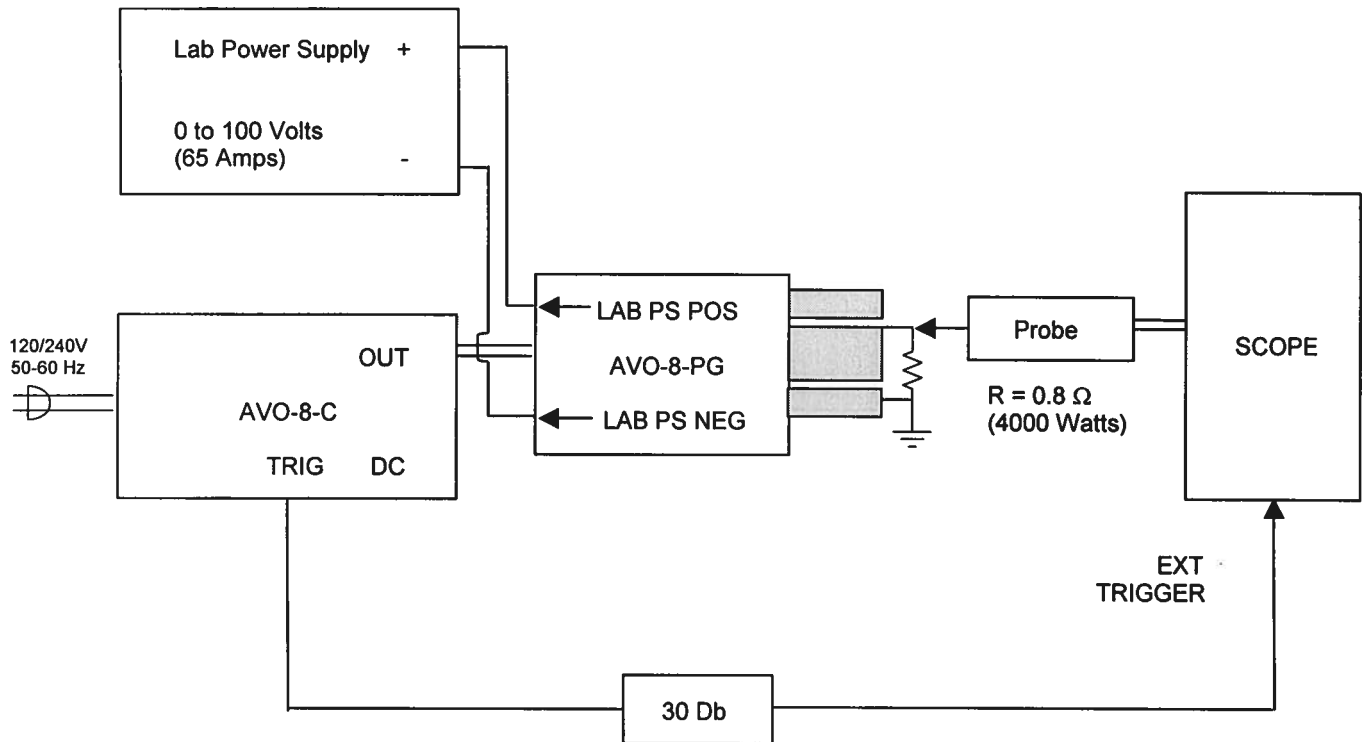 Lab Power Supply +
0 to 100 Volts
(65 Amps) -
120/240V
50-60 Hz
OUT
AVO-8-C
TRIG DC
LAB PS POS
AVO-8-PG
LAB PS NEG
Probe
R = 0.8 Ω
(4000 Watts)
SCOPE
EXT
TRIGGER
30 Db